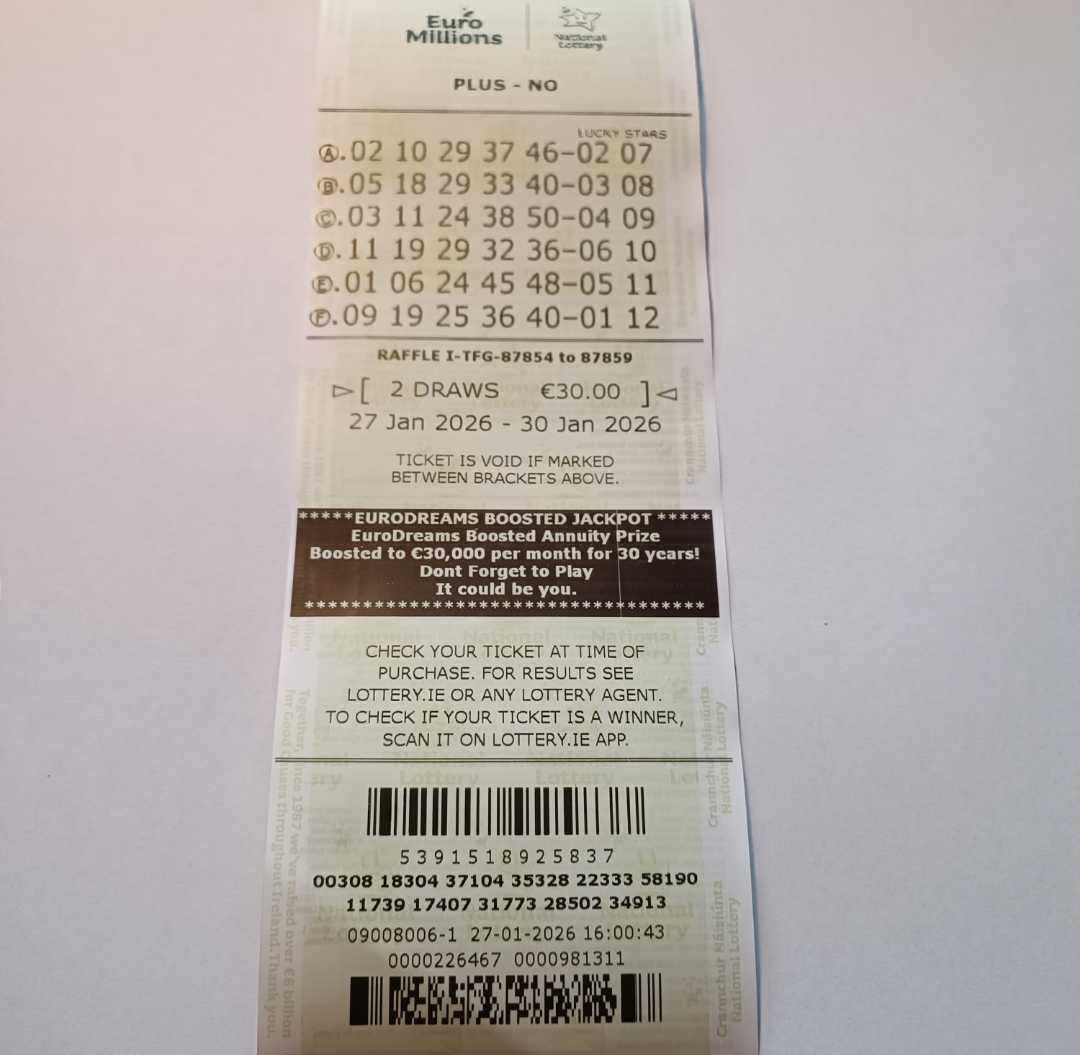 Euro
Millions
National
Lottery
PLUS - NO
LUCKY STARS
A.02 10 29 37 46-02 07
B.05 18 29 33 40-03 08
C.03 11 24 38 50-04 09
D.11 19 29 32 36-06 10
E.01 06 24 45 48-05 11
F.09 19 25 36 40-01 12
RAFFLE I-TFG-87854 to 87859
[ 2 DRAWS €30.00 ]
27 Jan 2026 - 30 Jan 2026
TICKET IS VOID IF MARKED
BETWEEN BRACKETS ABOVE.
*****EURODREAMS BOOSTED JACKPOT *****
EuroDreams Boosted Annuity Prize
Boosted to €30,000 per month for 30 years!
Dont Forget to Play
It could be you.
**********************************
CHECK YOUR TICKET AT TIME OF
PURCHASE. FOR RESULTS SEE
LOTTERY.IE OR ANY LOTTERY AGENT.
TO CHECK IF YOUR TICKET IS A WINNER,
SCAN IT ON LOTTERY.IE APP.
5391518925837
00308 18304 37104 35328 22333 58190
11739 17407 31773 28502 34913
09008006-1 27-01-2026 16:00:43
0000226467 0000981311
Crannchur Náisiúnta
National Lottery